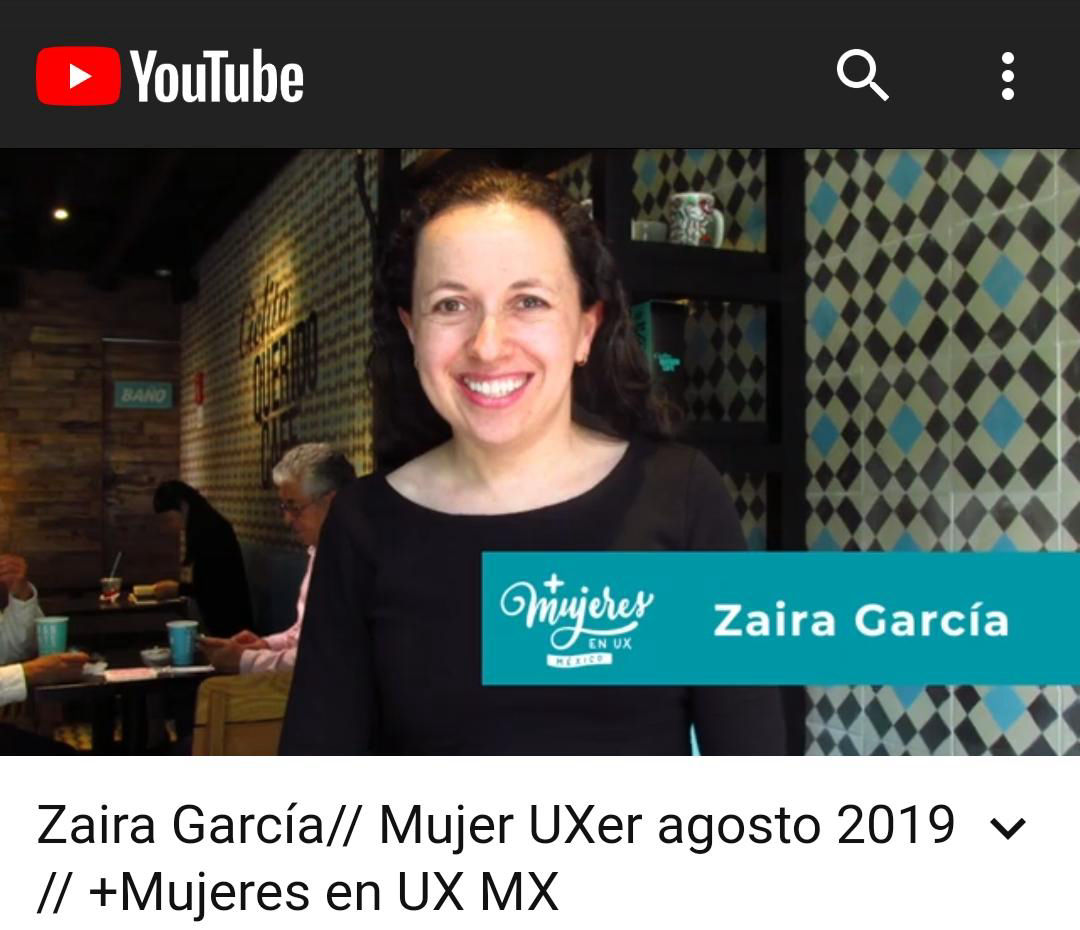 YouTube
Cielito
QUERIDO
CAFÉ
BAÑO
+
mujeres
EN UX
MÉXICO
Zaira García
Zaira García// Mujer UXer agosto 2019
// +Mujeres en UX MX